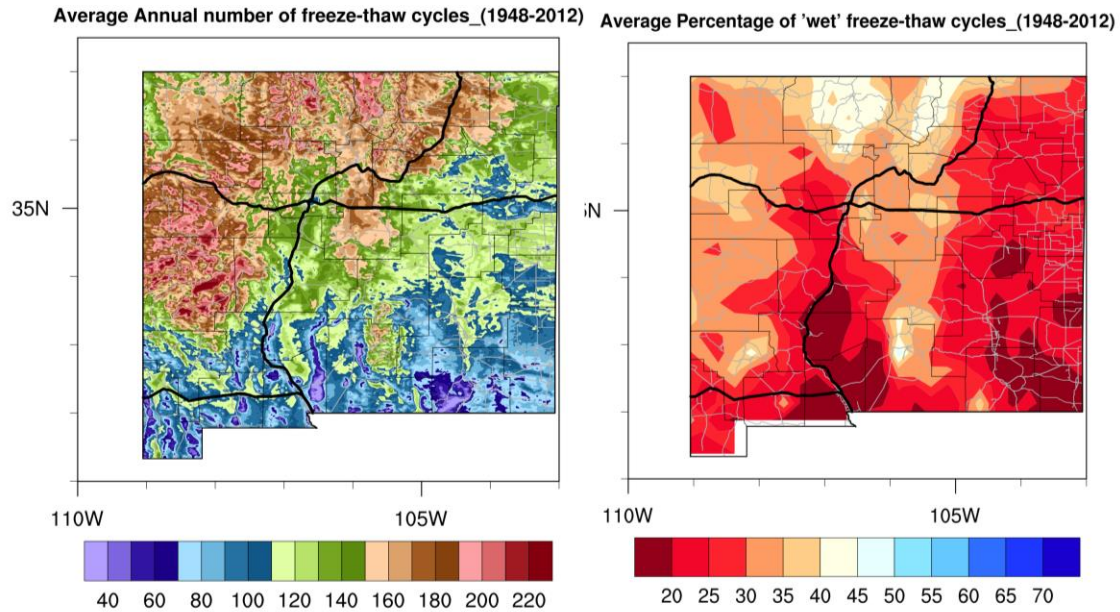 Average Annual number of freeze-thaw cycles_(1948-2012)
35N
110W 105W
40 60 80 100 120 140 160 180 200 220
Average Percentage of 'wet' freeze-thaw cycles_(1948-2012)
5N
110W 105W
20 25 30 35 40 45 50 55 60 65 70